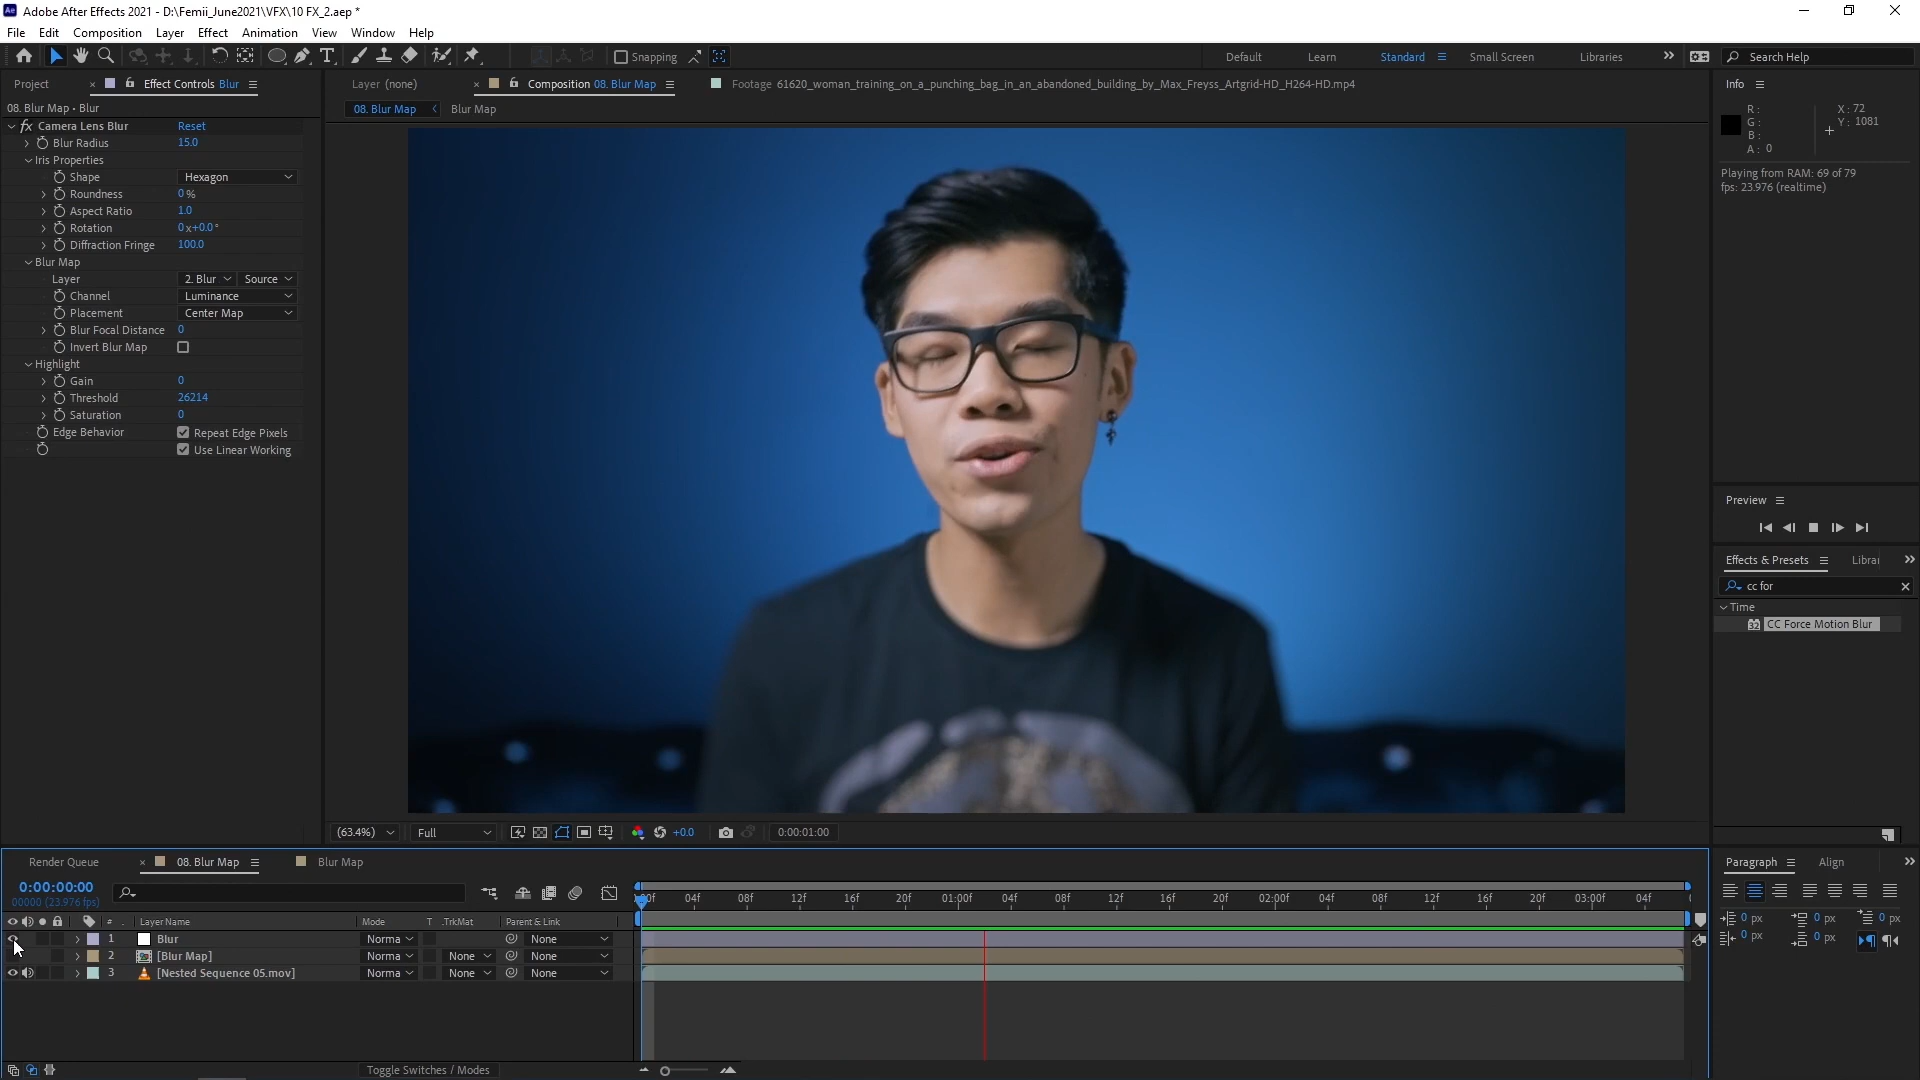 Adobe After Effects 2021 - D:\Femii_June2021\VFX\10 FX_2.aep *
File Edit Composition Layer Effect Animation View Window Help
Snapping Default Learn Standard Small Screen Libraries Search Help
Project Effect Controls Blur Layer (none) Composition 08. Blur Map Footage 61620_woman_training_on_a_punching_bag_in_an_abandoned_building_by_Max_Freyss_Artgrid-HD_H264-HD.mp4 Info
08. Blur Map • Blur
08. Blur Map Blur Map
Camera Lens Blur Reset
Blur Radius 15.0
Iris Properties
Shape Hexagon
Roundness 0%
Aspect Ratio 1.0
Rotation 0x+0.0°
Diffraction Fringe 100.0
Blur Map
Layer 2. Blur Source
Channel Luminance
Placement Center Map
Blur Focal Distance 0
Invert Blur Map
Highlight
Gain 0
Threshold 26214
Saturation 0
Edge Behavior Repeat Edge Pixels
Use Linear Working
R: X: 72
G: Y: 1081
B:
A: 0
Playing from RAM: 69 of 79
fps: 23.976 (realtime)
Preview
Effects & Presets Librar
cc for
Time
32 CC Force Motion Blur
(63.4%) Full +0.0 0:00:01:00
Render Queue 08. Blur Map Blur Map
0:00:00:00
00000 (23.976 fps)
00f 04f 08f 12f 16f 20f 01:00f 04f 08f 12f 16f 20f 02:00f 04f 08f 12f 16f 20f 03:00f 04f
# Layer Name Mode T .TrkMat Parent & Link
1 Blur Norma None
2 [Blur Map] Norma None None
3 [Nested Sequence 05.mov] Norma None None
Toggle Switches / Modes
Paragraph Align
0 px 0 px 0 px
0 px 0 px